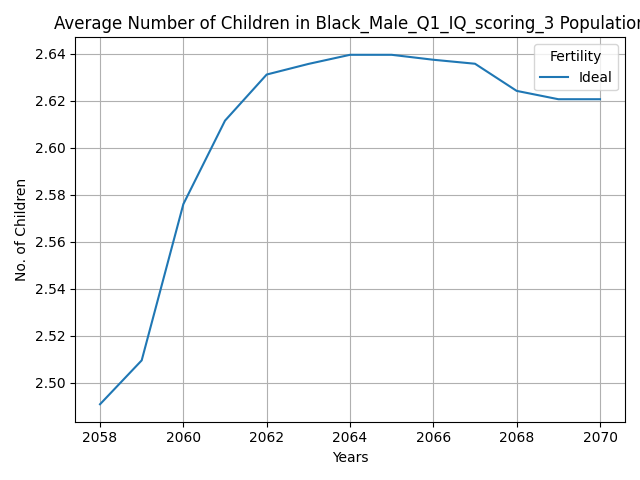 Average Number of Children in Black_Male_Q1_IQ_scoring_3 Population
2.64
2.62
2.60
2.58
2.56
2.54
2.52
2.50
No. of Children
Fertility
Ideal
2058 2060 2062 2064 2066 2068 2070
Years